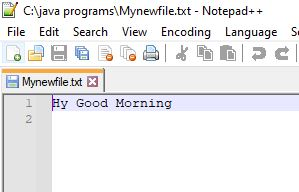 C:\java programs\Mynewfile.txt - Notepad++
File Edit Search View Encoding Language
Mynewfile.txt
1 Hy Good Morning
2